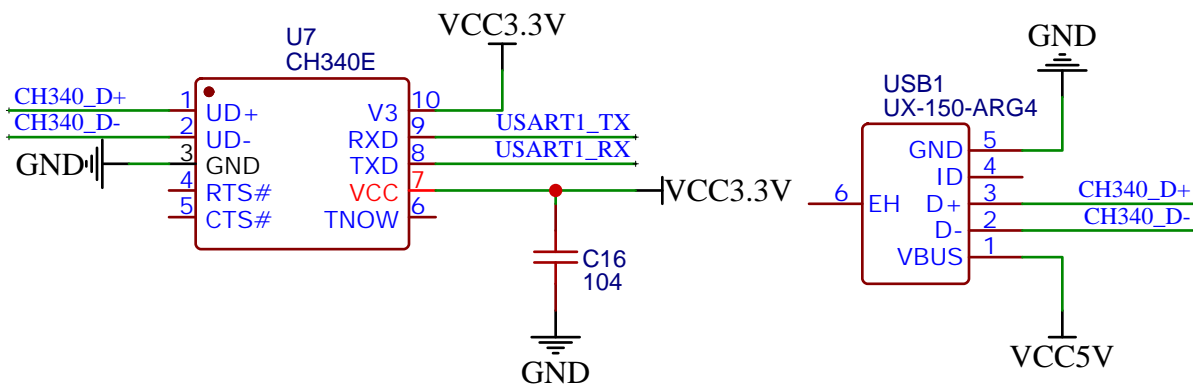 U7
CH340E
VCC3.3V
CH340_D+
1
UD+
V3
10
CH340_D-
2
UD-
RXD
9
USART1_TX
GND
3
GND
TXD
8
USART1_RX
4
RTS#
VCC
7
VCC3.3V
5
CTS#
TNOW
6
C16
104
GND
GND
USB1
UX-150-ARG4
GND
5
ID
4
6
EH
D+
3
CH340_D+
D-
2
CH340_D-
VBUS
1
VCC5V